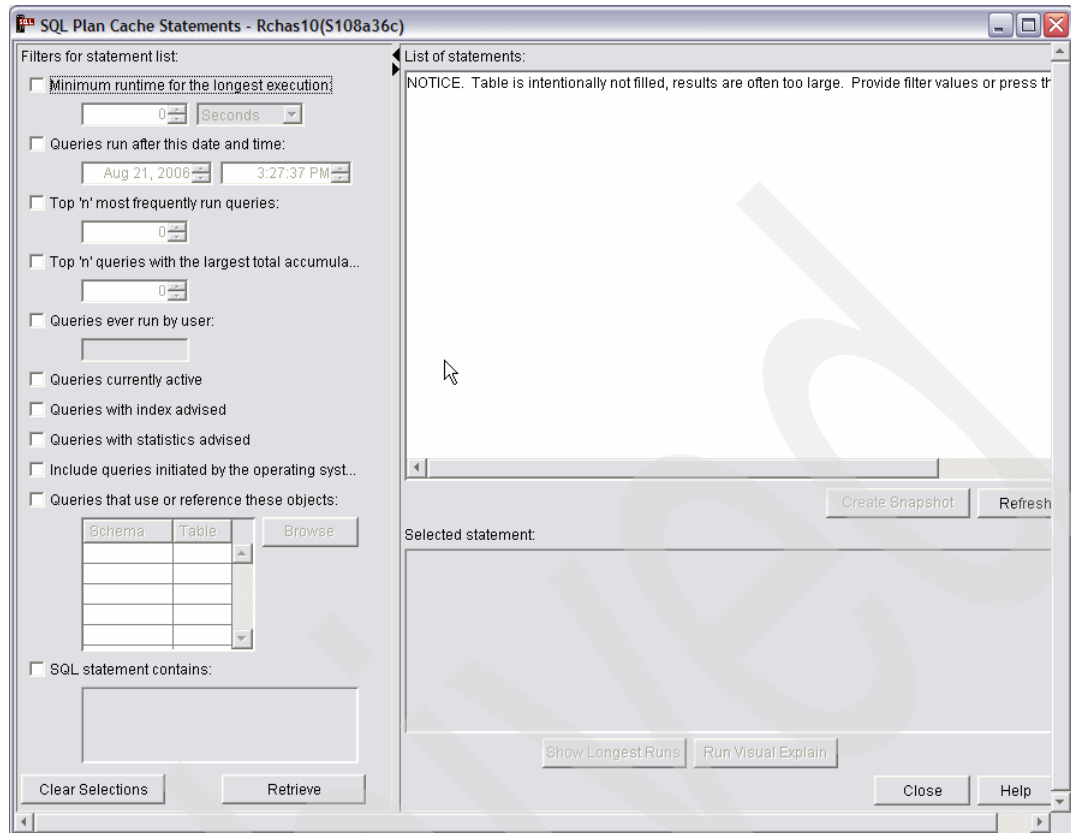 SQL Plan Cache Statements - Rchas10(S108a36c)
Filters for statement list:
Minimum runtime for the longest execution:
0 Seconds
Queries run after this date and time:
Aug 21, 2006 3:27:37 PM
Top 'n' most frequently run queries:
0
Top 'n' queries with the largest total accumula...
0
Queries ever run by user:
Queries currently active
Queries with index advised
Queries with statistics advised
Include queries initiated by the operating syst...
Queries that use or reference these objects:
Schema Table Browse
SQL statement contains:
Clear Selections Retrieve
List of statements:
NOTICE. Table is intentionally not filled, results are often too large. Provide filter values or press th
Create Snapshot Refresh
Selected statement:
Show Longest Runs Run Visual Explain
Close Help